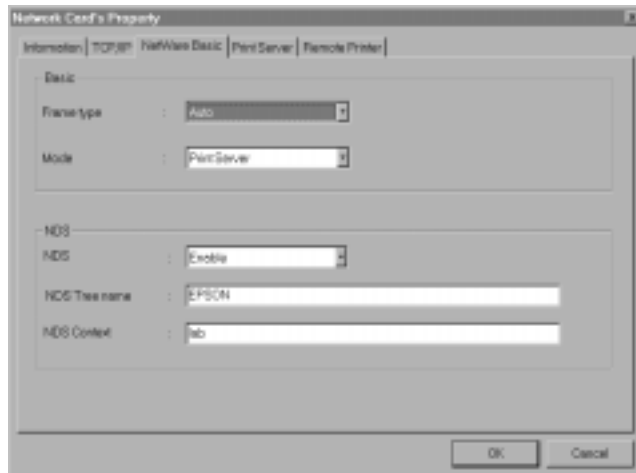 Network Card's Property
Information TCP/IP NetWare Basic Print Server Remote Printer
Basic
Frame type : Auto
Mode : PrintServer
NDS
NDS : Enable
NDS Tree name : EPSON
NDS Context : lab
OK Cancel